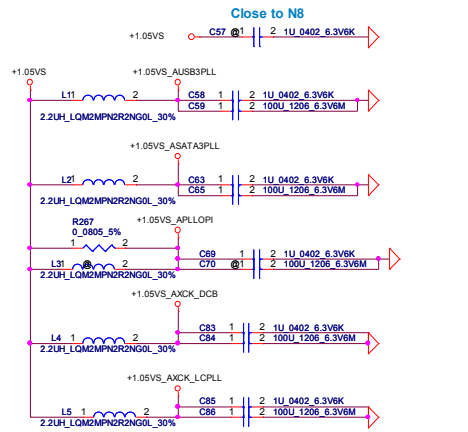 Close to N8
+1.05VS C57 @1 2 1U_0402_6.3V6K
+1.05VS +1.05VS_AUSB3PLL
L11 2 C58 1 2 1U_0402_6.3V6K
C59 1 2 100U_1206_6.3V6M
2.2UH_LQM2MPN2R2NG0L_30%
+1.05VS_ASATA3PLL
L21 2 C63 1 2 1U_0402_6.3V6K
C65 1 2 100U_1206_6.3V6M
2.2UH_LQM2MPN2R2NG0L_30%
R267 +1.05VS_APLLOPI
0_0805_5%
1 2
C69 1 2 1U_0402_6.3V6K
L31 @ 2 C70 @1 2 100U_1206_6.3V6M
2.2UH_LQM2MPN2R2NG0L_30%
+1.05VS_AXCK_DCB
C83 1 2 1U_0402_6.3V6K
L4 1 2 C84 1 2 100U_1206_6.3V6M
2.2UH_LQM2MPN2R2NG0L_30%
+1.05VS_AXCK_LCPLL
C85 1 2 1U_0402_6.3V6K
L5 1 2 C86 1 2 100U_1206_6.3V6M
2.2UH_LQM2MPN2R2NG0L_30%